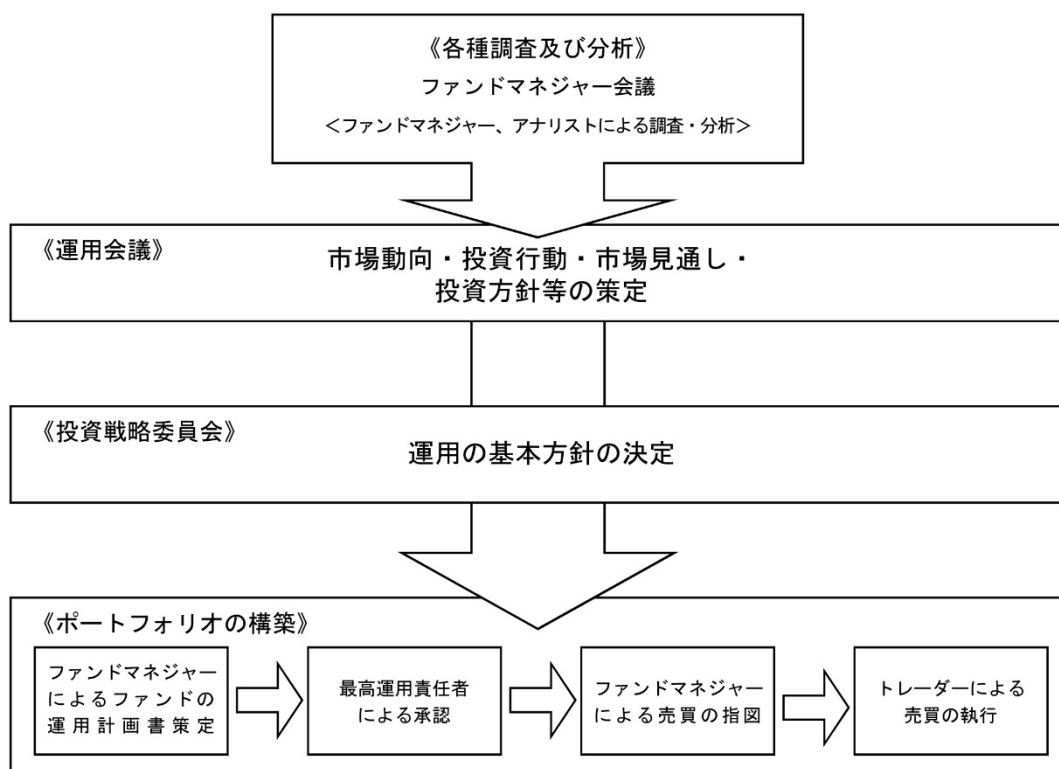 《各種調査及び分析》
ファンドマネジャー会議
＜ファンドマネジャー、アナリストによる調査・分析＞
《運用会議》
市場動向・投資行動・市場見通し・
投資方針等の策定
《投資戦略委員会》
運用の基本方針の決定
《ポートフォリオの構築》
ファンドマネジャー
によるファンドの
運用計画書策定
最高運用責任者
による承認
ファンドマネジャー
による売買の指図
トレーダーによる
売買の執行